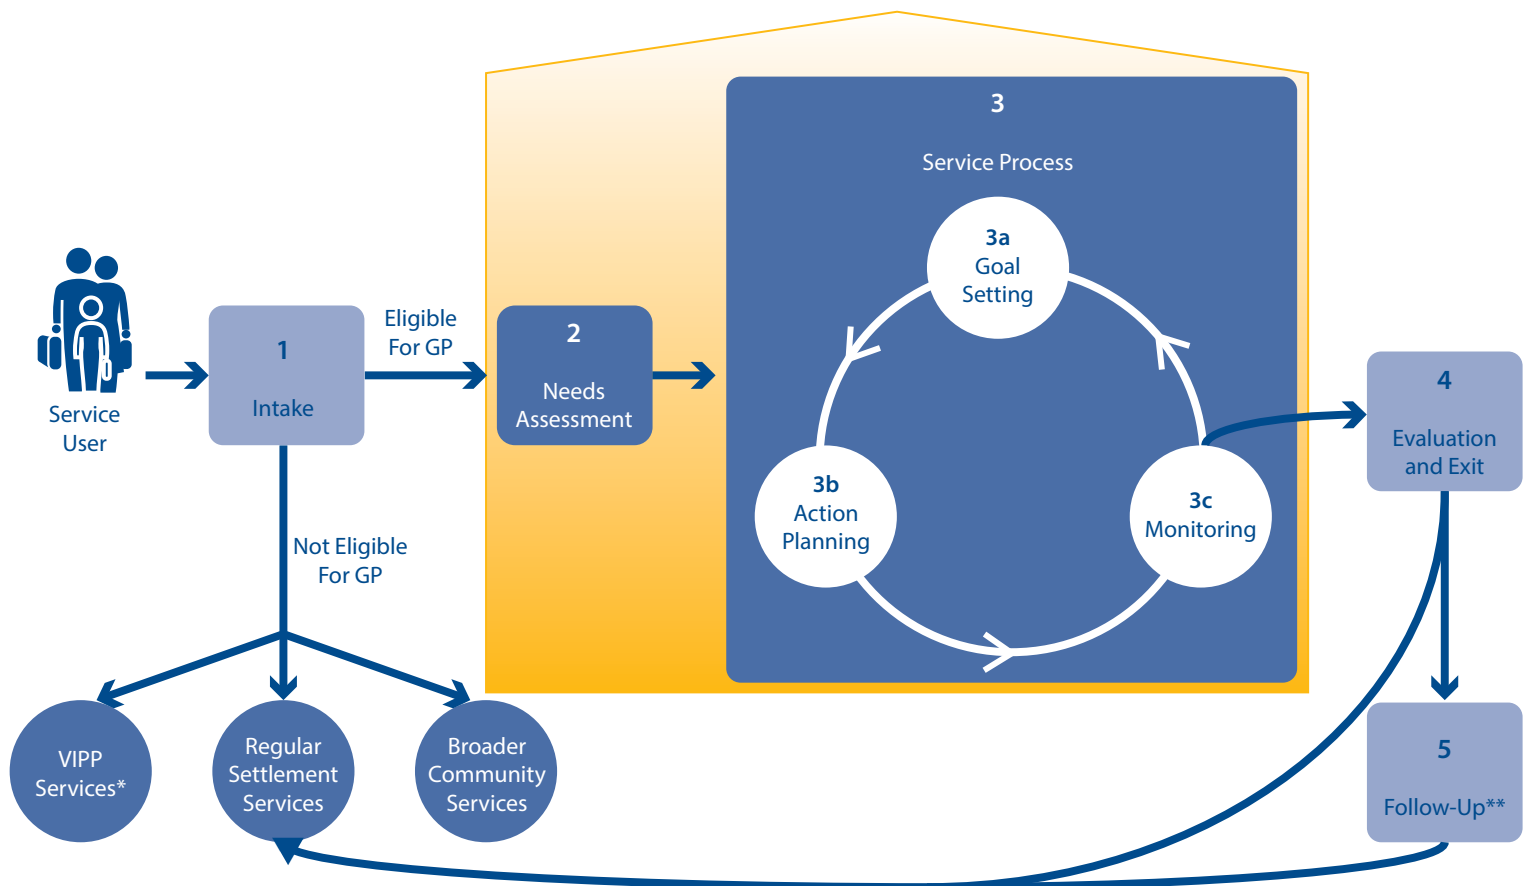 Service
User
1
Intake
Eligible
For GP
Not Eligible
For GP
2
Needs
Assessment
3
Service Process
3a
Goal
Setting
3b
Action
Planning
3c
Monitoring
4
Evaluation
and Exit
5
Follow-Up**
VIPP
Services*
Regular
Settlement
Services
Broader
Community
Services